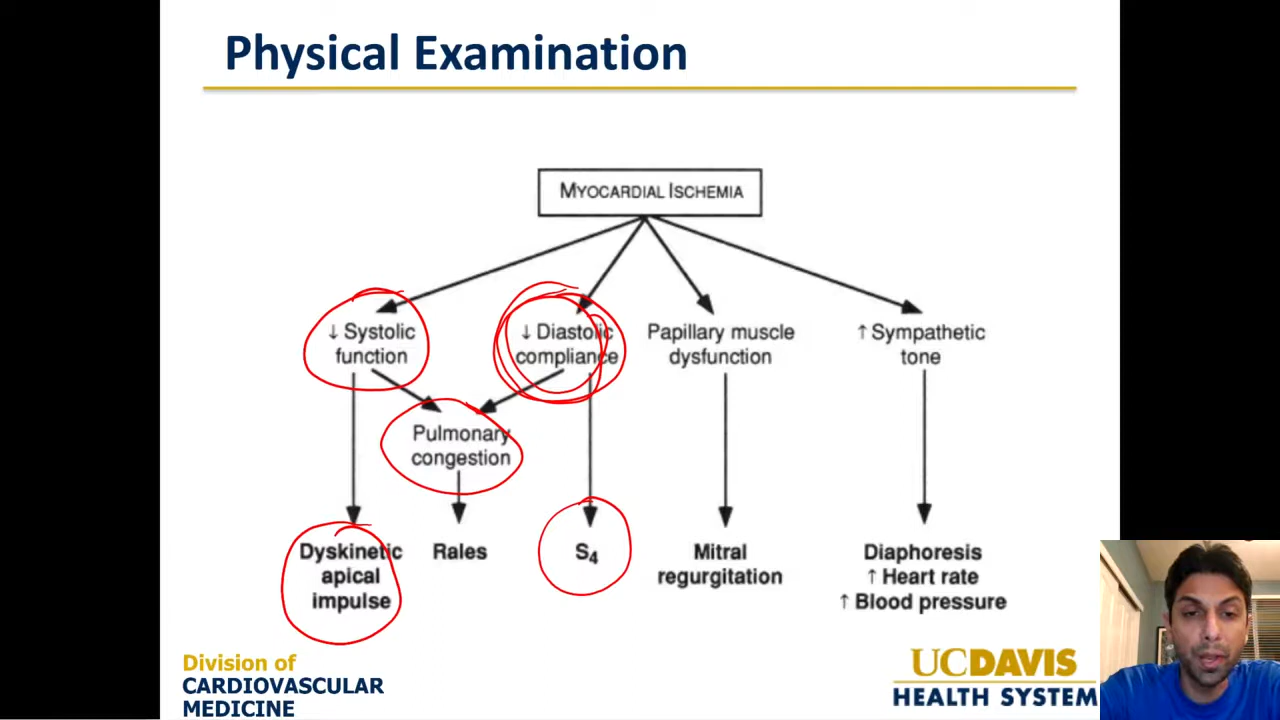 Physical Examination
MYOCARDIAL ISCHEMIA
↓ Systolic
function
↓ Diastolic
compliance
Papillary muscle
dysfunction
↑ Sympathetic
tone
Pulmonary
congestion
Dyskinetic
apical
impulse
Rales
S₄
Mitral
regurgitation
Diaphoresis
↑ Heart rate
↑ Blood pressure
Division of
CARDIOVASCULAR
MEDICINE
UCDAVIS
HEALTH SYSTEM